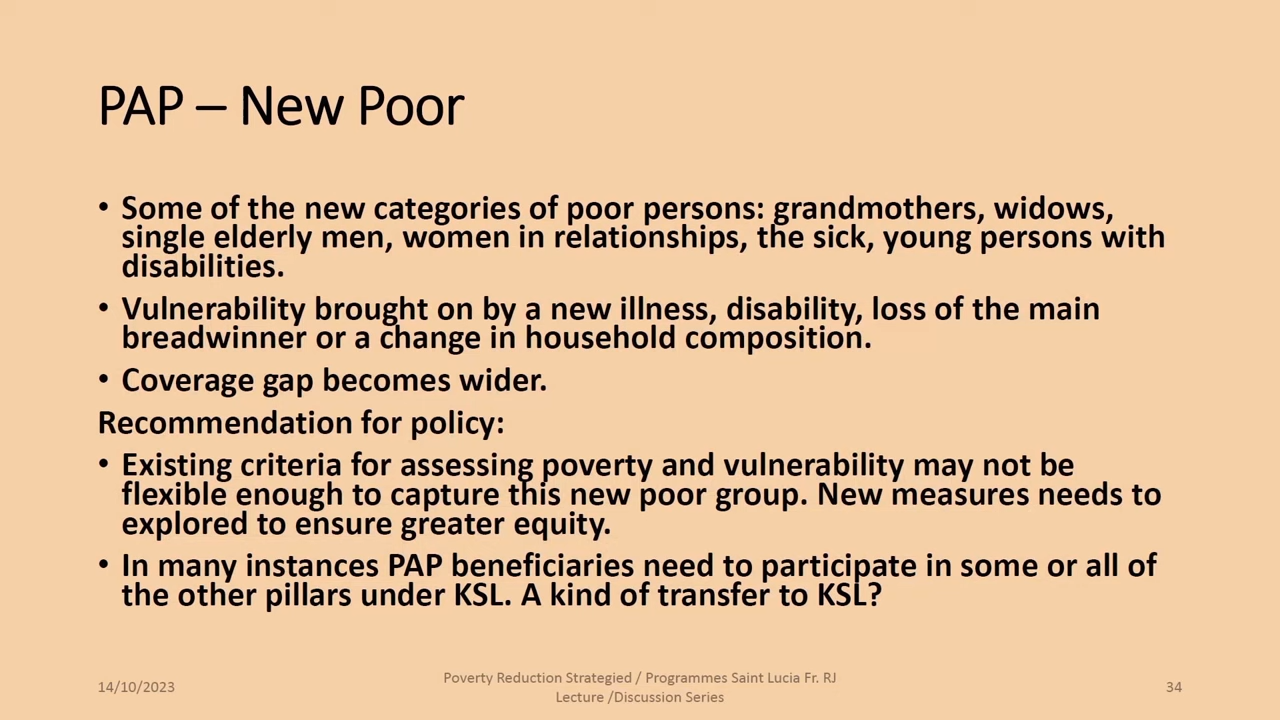 PAP – New Poor
• Some of the new categories of poor persons: grandmothers, widows,
single elderly men, women in relationships, the sick, young persons with
disabilities.
• Vulnerability brought on by a new illness, disability, loss of the main
breadwinner or a change in household composition.
• Coverage gap becomes wider.
Recommendation for policy:
• Existing criteria for assessing poverty and vulnerability may not be
flexible enough to capture this new poor group. New measures needs to
explored to ensure greater equity.
• In many instances PAP beneficiaries need to participate in some or all of
the other pillars under KSL. A kind of transfer to KSL?
14/10/2023
Poverty Reduction Strategied / Programmes Saint Lucia Fr. RJ
Lecture /Discussion Series
34